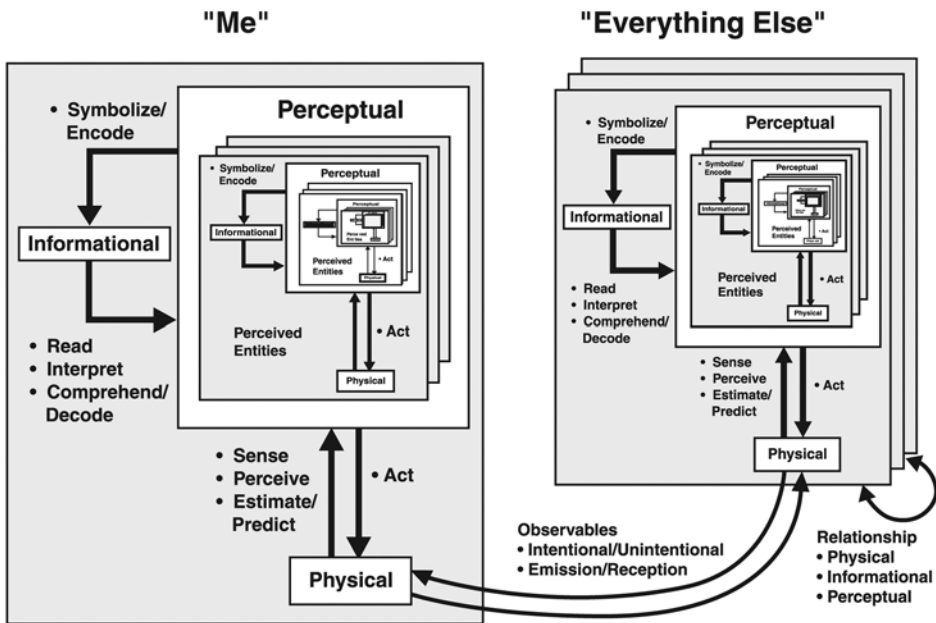 "Me"
"Everything Else"
• Symbolize/
Encode
Perceptual
Informational
• Read
• Interpret
• Comprehend/
Decode
• Symbolize/
Encode
Perceptual
Informational
Perceptual
Perceived
Entities
• Act
Physical
Perceived
Entities
• Act
Physical
• Sense
• Perceive
• Estimate/
Predict
• Act
Physical
• Symbolize/
Encode
Perceptual
Informational
• Read
• Interpret
• Comprehend/
Decode
• Symbolize/
Encode
Perceptual
Informational
Perceptual
Perceived
Entities
• Act
Perceived
Entities
• Act
Physical
• Sense
• Perceive
• Estimate/
Predict
• Act
Physical
Observables
• Intentional/Unintentional
• Emission/Reception
Relationship
• Physical
• Informational
• Perceptual